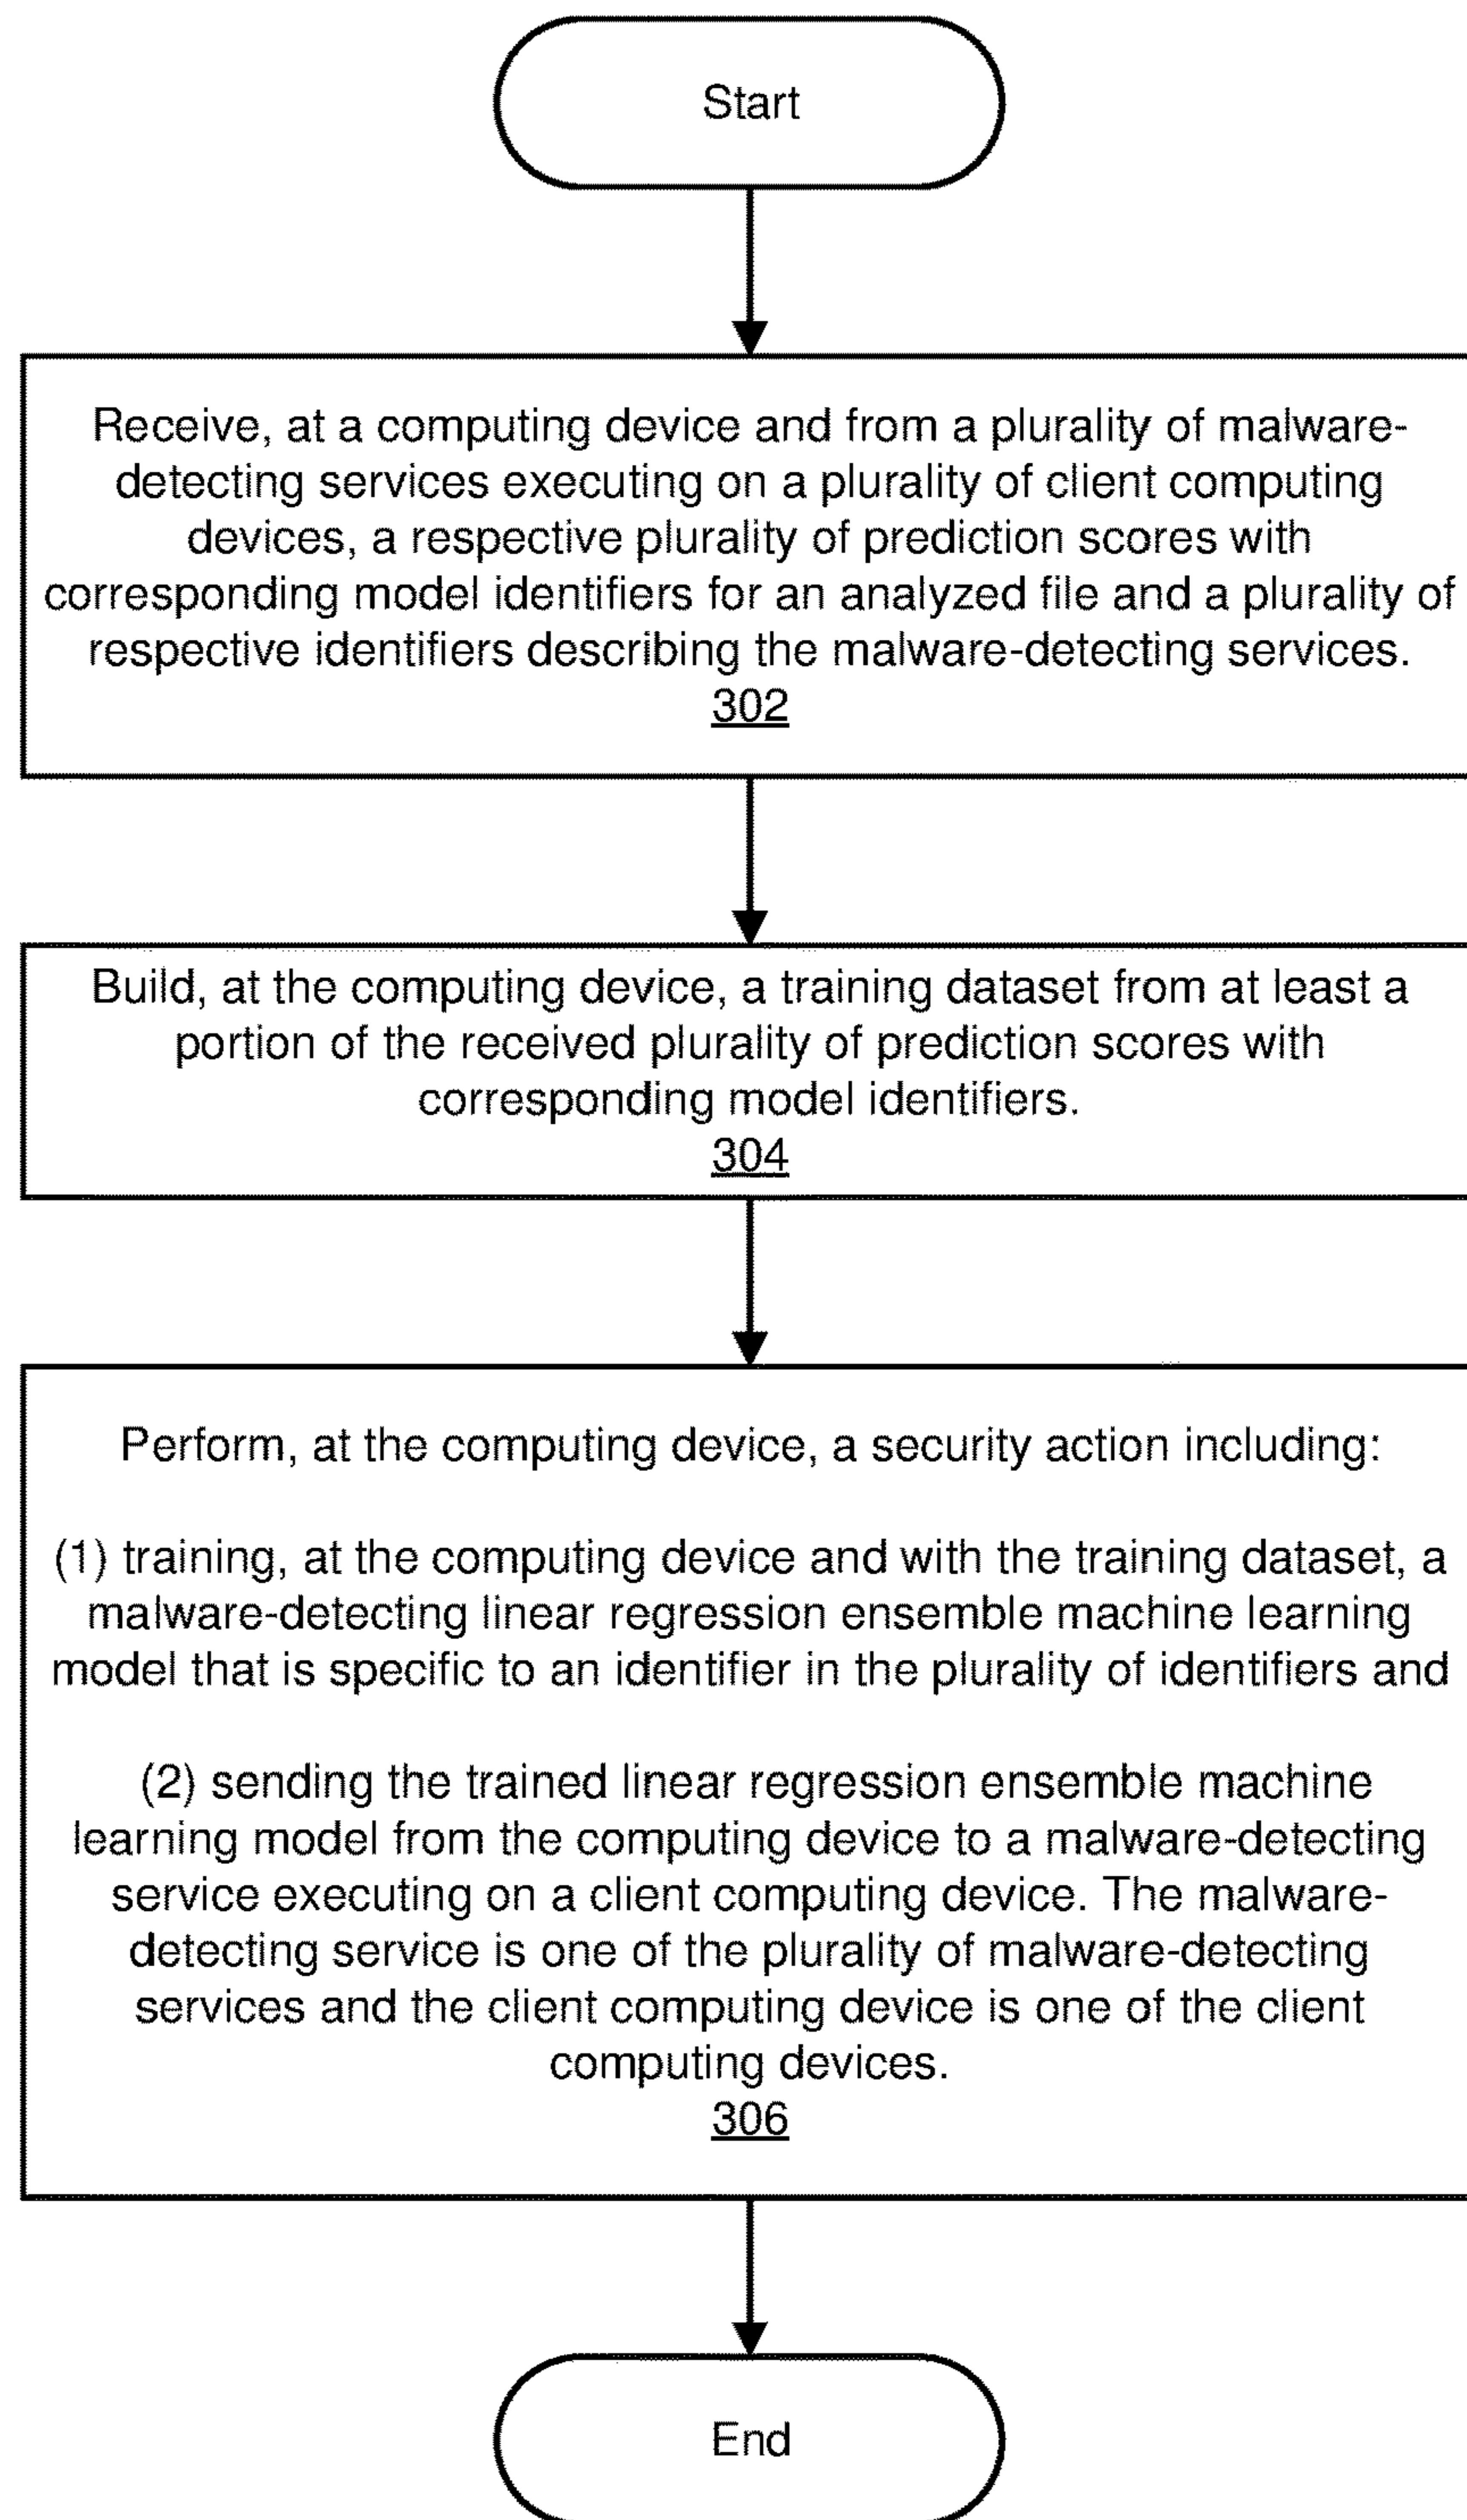 Start
Receive, at a computing device and from a plurality of malware-
detecting services executing on a plurality of client computing
devices, a respective plurality of prediction scores with
corresponding model identifiers for an analyzed file and a plurality of
respective identifiers describing the malware-detecting services.
302
Build, at the computing device, a training dataset from at least a
portion of the received plurality of prediction scores with
corresponding model identifiers.
304
Perform, at the computing device, a security action including:
(1) training, at the computing device and with the training dataset, a
malware-detecting linear regression ensemble machine learning
model that is specific to an identifier in the plurality of identifiers and
(2) sending the trained linear regression ensemble machine
learning model from the computing device to a malware-detecting
service executing on a client computing device. The malware-
detecting service is one of the plurality of malware-detecting
services and the client computing device is one of the client
computing devices.
306
End